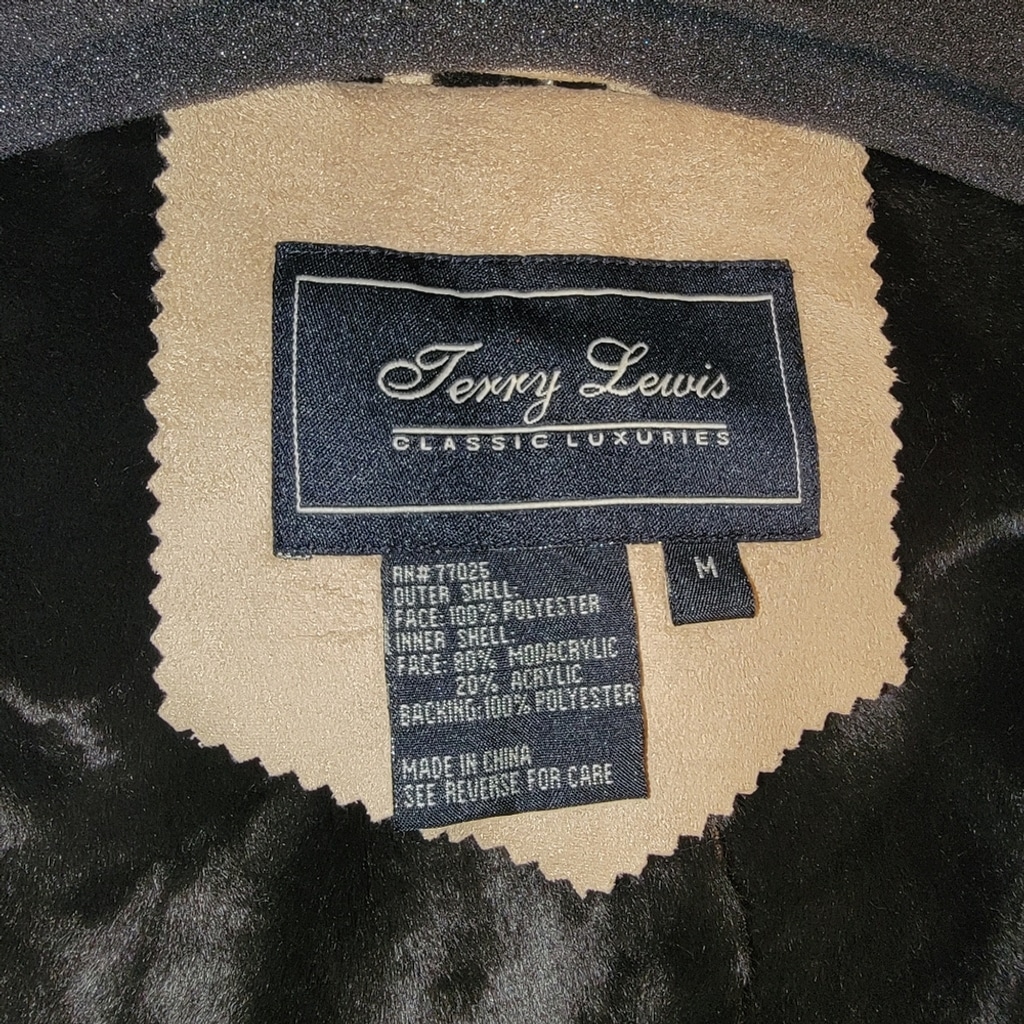 Terry Lewis
CLASSIC LUXURIES
M
RN# 77026
OUTER SHELL:
FACE: 100% POLYESTER
INNER SHELL:
FACE: 80% MODACRYLIC
20% ACRYLIC
BACKING: 100% POLYESTER
MADE IN CHINA
SEE REVERSE FOR CARE